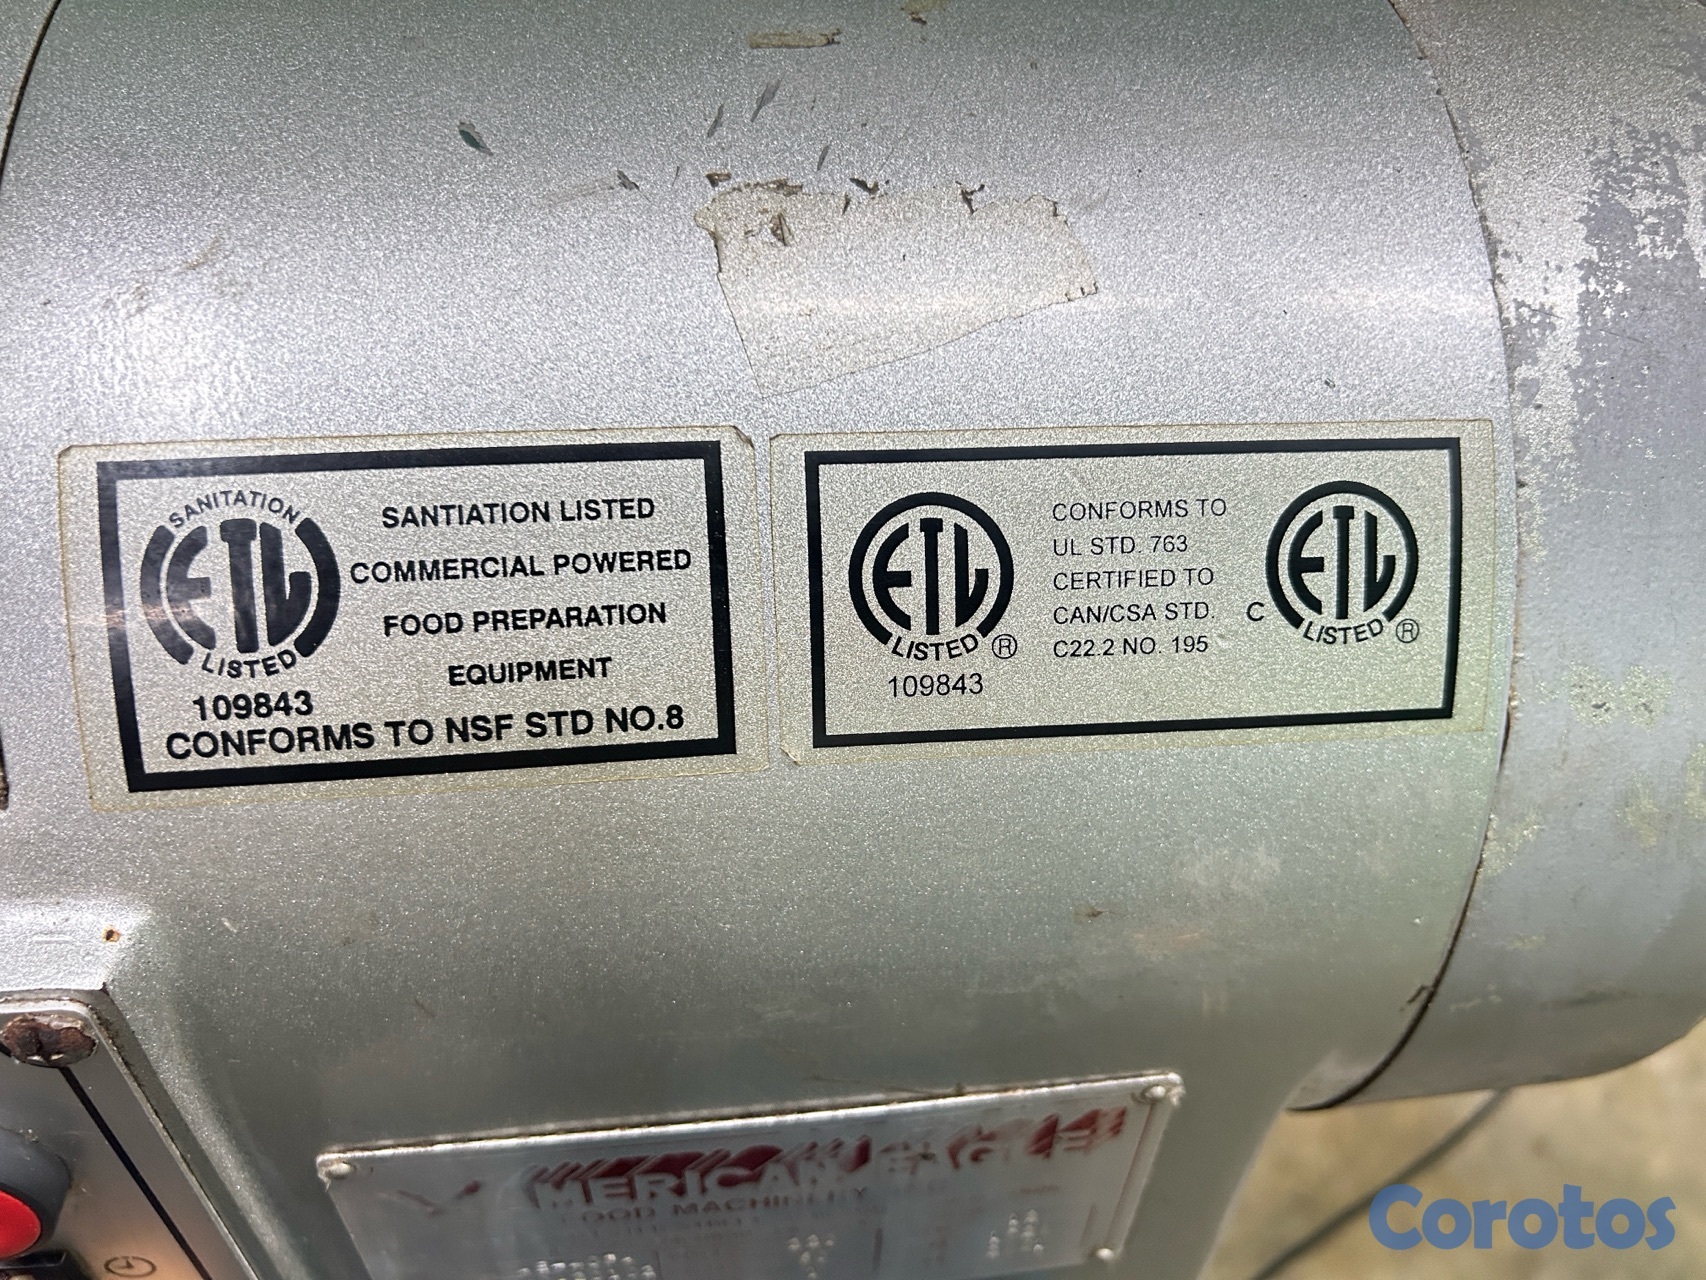 SANITATION
ETL
LISTED
109843
SANTIATION LISTED
COMMERCIAL POWERED
FOOD PREPARATION
EQUIPMENT
CONFORMS TO NSF STD NO.8
ETL
LISTED ®
109843
CONFORMS TO
UL STD. 763
CERTIFIED TO
CAN/CSA STD.
C22.2 NO. 195
C ETL
LISTED ®
AMERICAN EAGLE
FOOD MACHINERY
Corotos